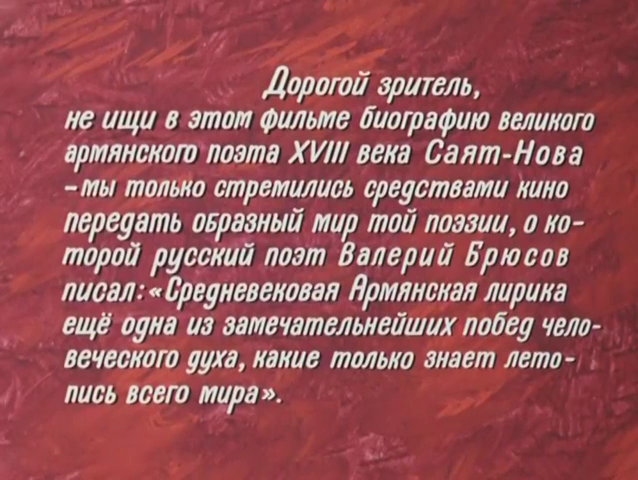 Дорогой зритель,
не ищи в этом фильме биографию великого
армянского поэта XVIII века Саят-Нова
–мы только стремились средствами кино
передать образный мир той поэзии, о ко-
торой русский поэт Валерий Брюсов
писал: «Средневековая Армянская лирика
ещё одна из замечательнейших побед чело-
веческого духа, какие только знает лето-
пись всего мира».